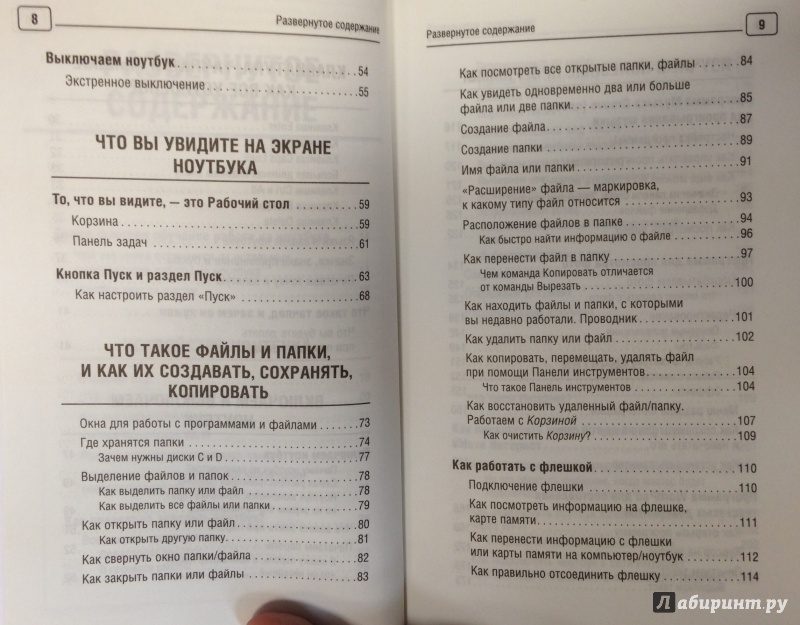 8
Развернутое содержание
Выключаем ноутбук 54
Экстренное выключение 55
ЧТО ВЫ УВИДИТЕ НА ЭКРАНЕ
НОУТБУКА
То, что вы видите, — это Рабочий стол 59
Корзина 59
Панель задач 61
Кнопка Пуск и раздел Пуск 63
Как настроить раздел «Пуск» 68
ЧТО ТАКОЕ ФАЙЛЫ И ПАПКИ,
И КАК ИХ СОЗДАВАТЬ, СОХРАНЯТЬ,
КОПИРОВАТЬ
Окна для работы с программами и файлами 73
Где хранятся папки 74
Зачем нужны диски C и D 77
Выделение файлов и папок 78
Как выделить папку или файл 78
Как выделить все файлы или папки 79
Как открыть папку или файл 80
Как открыть другую папку 81
Как свернуть окно папки/файла 82
Как закрыть папки или файлы 83
Развернутое содержание
9
Как посмотреть все открытые папки, файлы 84
Как увидеть одновременно два или больше
файла или две папки 85
Создание файла 87
Создание папки 89
Имя файла или папки 91
«Расширение» файла — маркировка,
к какому типу файл относится 93
Расположение файлов в папке 94
Как быстро найти информацию о файле 96
Как перенести файл в папку 97
Чем команда Копировать отличается
от команды Вырезать 100
Как находить файлы и папки, с которыми
вы недавно работали. Проводник 101
Как удалить папку или файл 102
Как копировать, перемещать, удалять файл
при помощи Панели инструментов 104
Что такое Панель инструментов 104
Как восстановить удаленный файл/папку.
Работаем с Корзиной 107
Как очистить Корзину? 109
Как работать с флешкой 110
Подключение флешки 110
Как посмотреть информацию на флешке,
карте памяти 111
Как перенести информацию с флешки
или карты памяти на компьютер/ноутбук 112
Как правильно отсоединить флешку 114
Лабиринт.ру